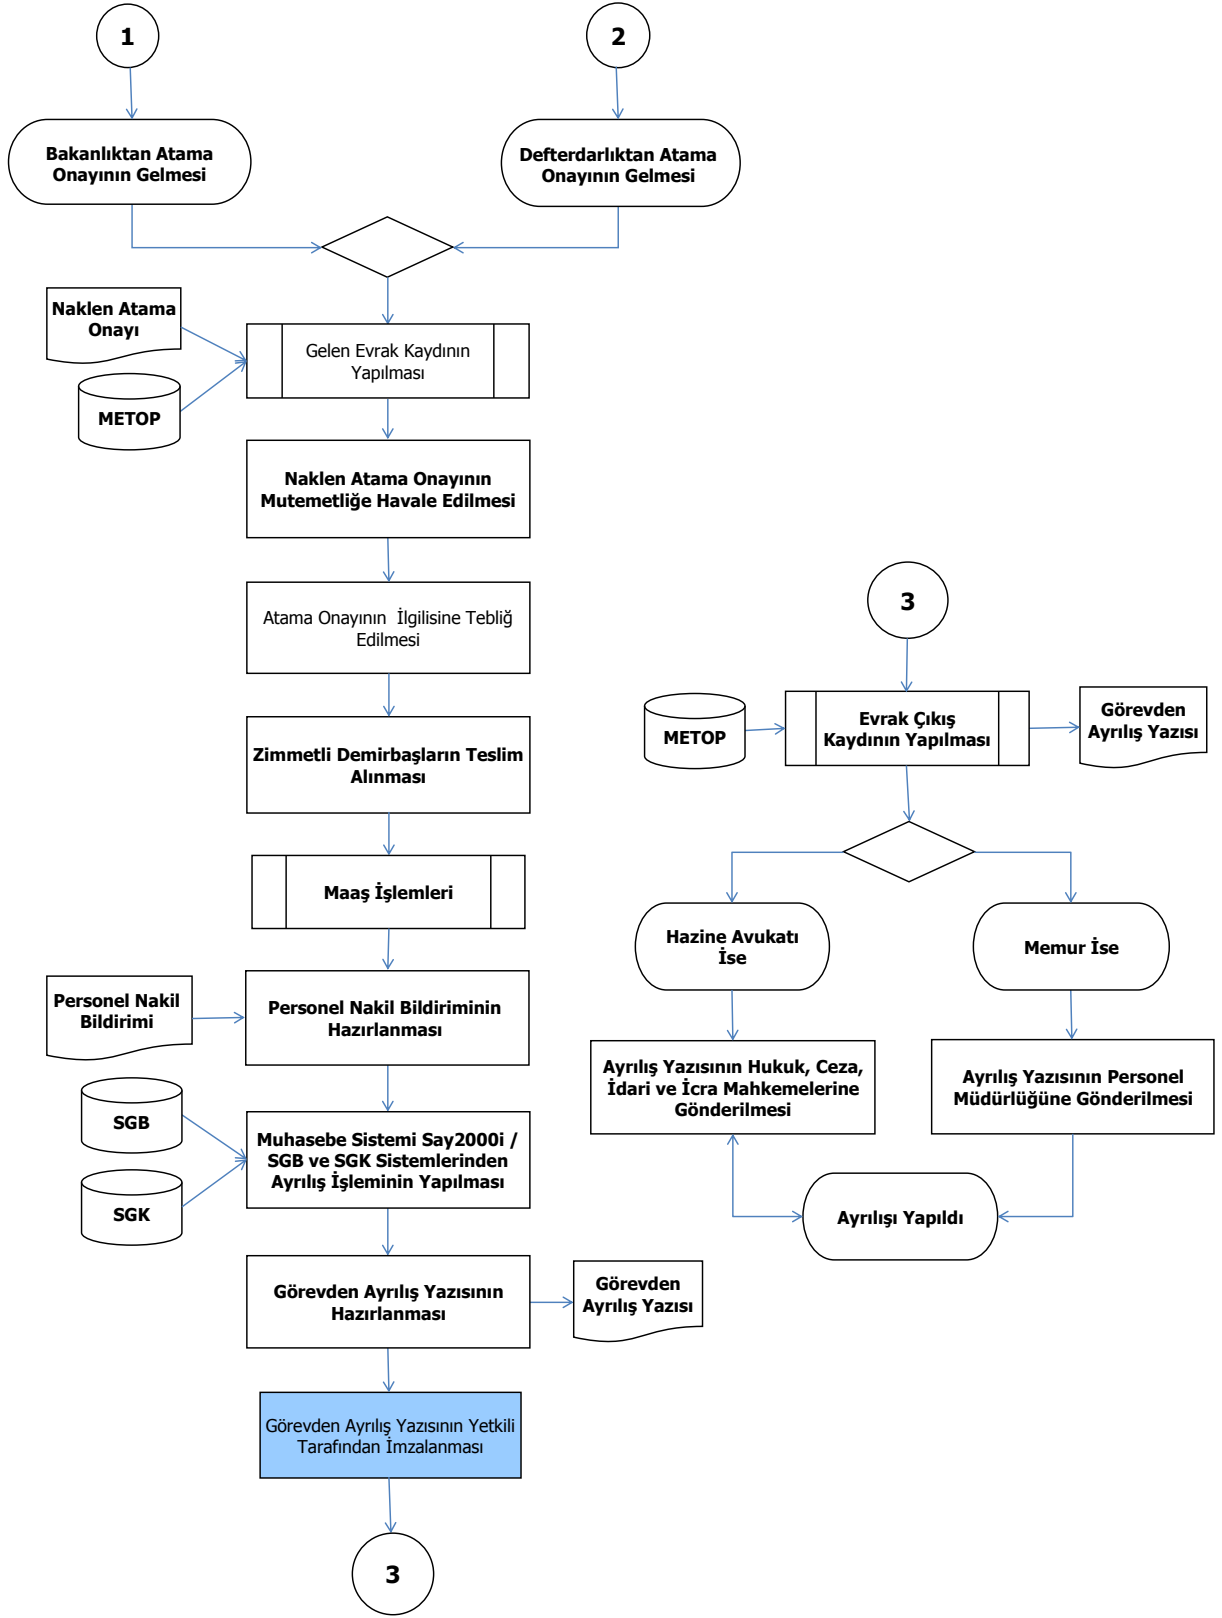 1
2
Bakanlıktan Atama
Onayının Gelmesi
Defterdarlıktan Atama
Onayının Gelmesi
Naklen Atama
Onayı
Gelen Evrak Kaydının
Yapılması
METOP
Naklen Atama Onayının
Mutemetliğe Havale Edilmesi
Atama Onayının  İlgilisine Tebliğ
Edilmesi
Zimmetli Demirbaşların Teslim
Alınması
Maaş İşlemleri
Personel Nakil
Bildirimi
Personel Nakil Bildiriminin
Hazırlanması
SGB
SGK
Muhasebe Sistemi Say2000i /
SGB ve SGK Sistemlerinden
Ayrılış İşleminin Yapılması
Görevden Ayrılış Yazısının
Hazırlanması
Görevden
Ayrılış Yazısı
Görevden Ayrılış Yazısının Yetkili
Tarafından İmzalanması
3
3
METOP
Evrak Çıkış
Kaydının Yapılması
Görevden
Ayrılış Yazısı
Hazine Avukatı
İse
Memur İse
Ayrılış Yazısının Hukuk, Ceza,
İdari ve İcra Mahkemelerine
Gönderilmesi
Ayrılış Yazısının Personel
Müdürlüğüne Gönderilmesi
Ayrılışı Yapıldı